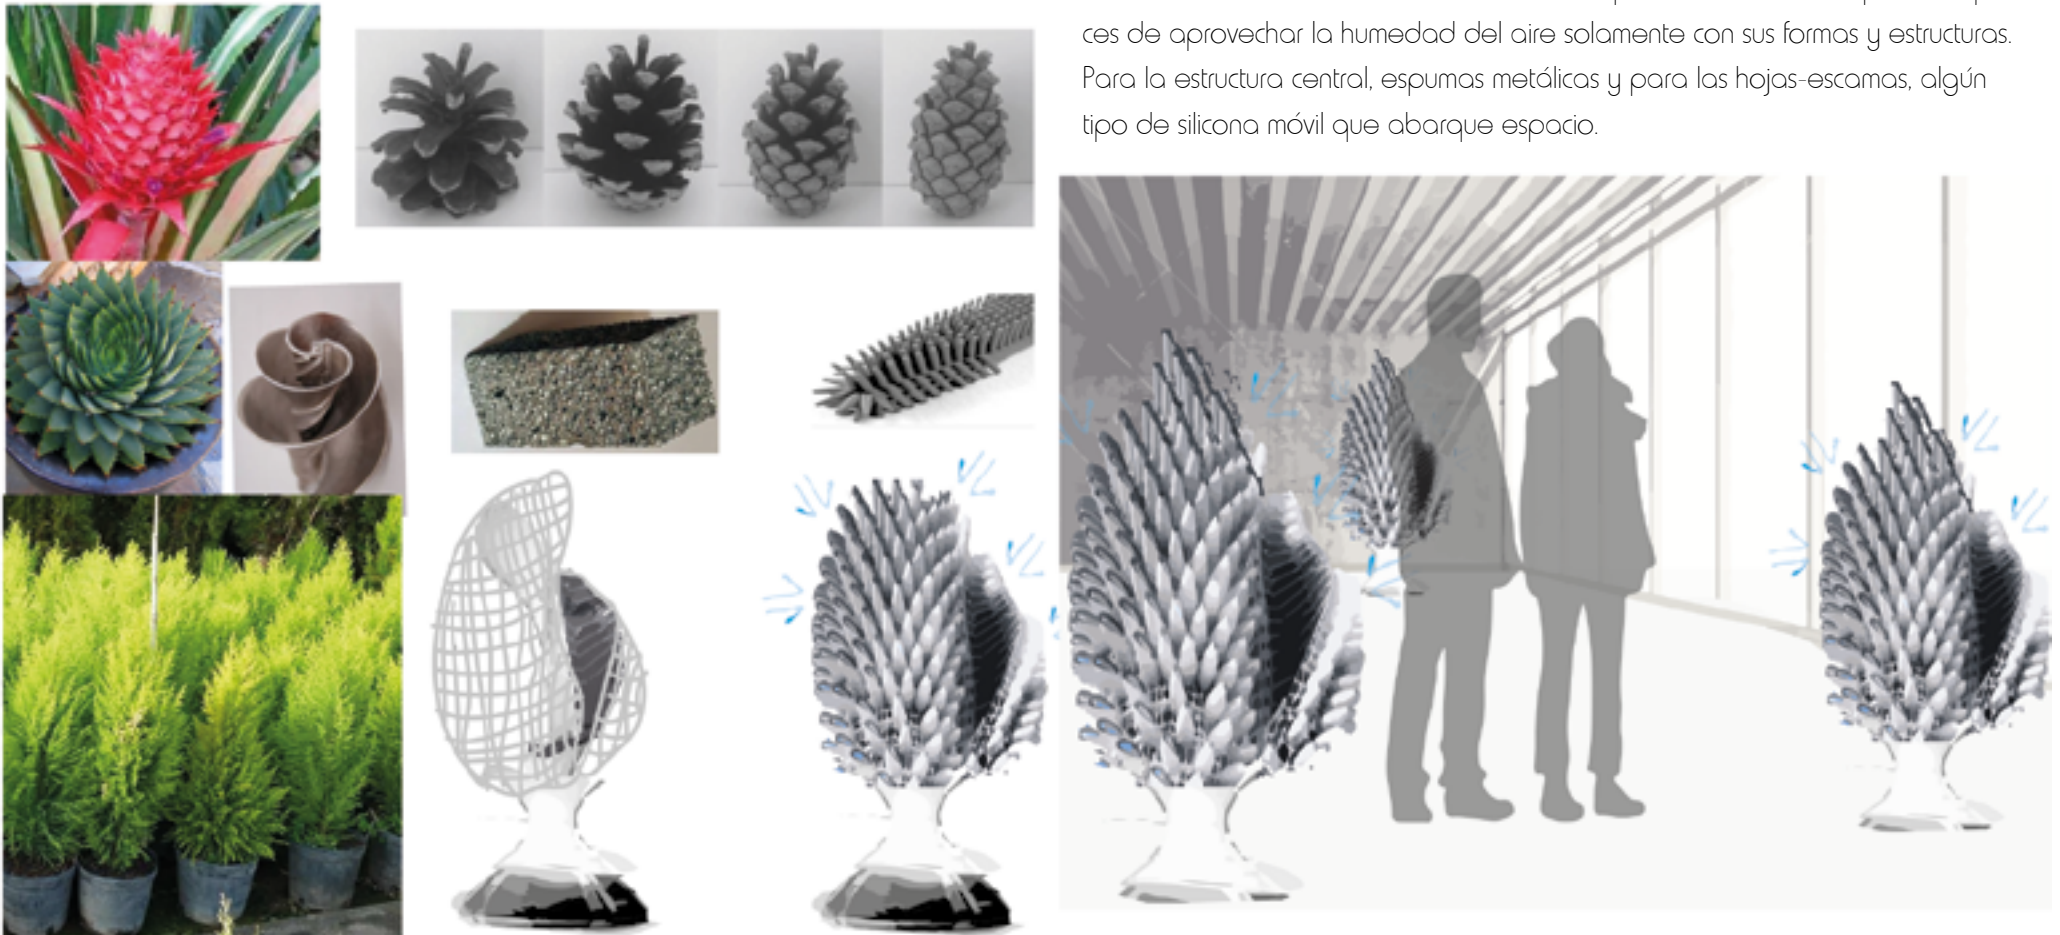 ces de aprovechar la humedad del aire solamente con sus formas y estructuras.
Para la estructura central, espumas metálicas y para las hojas-escamas, algún
tipo de silicona móvil que abarque espacio.